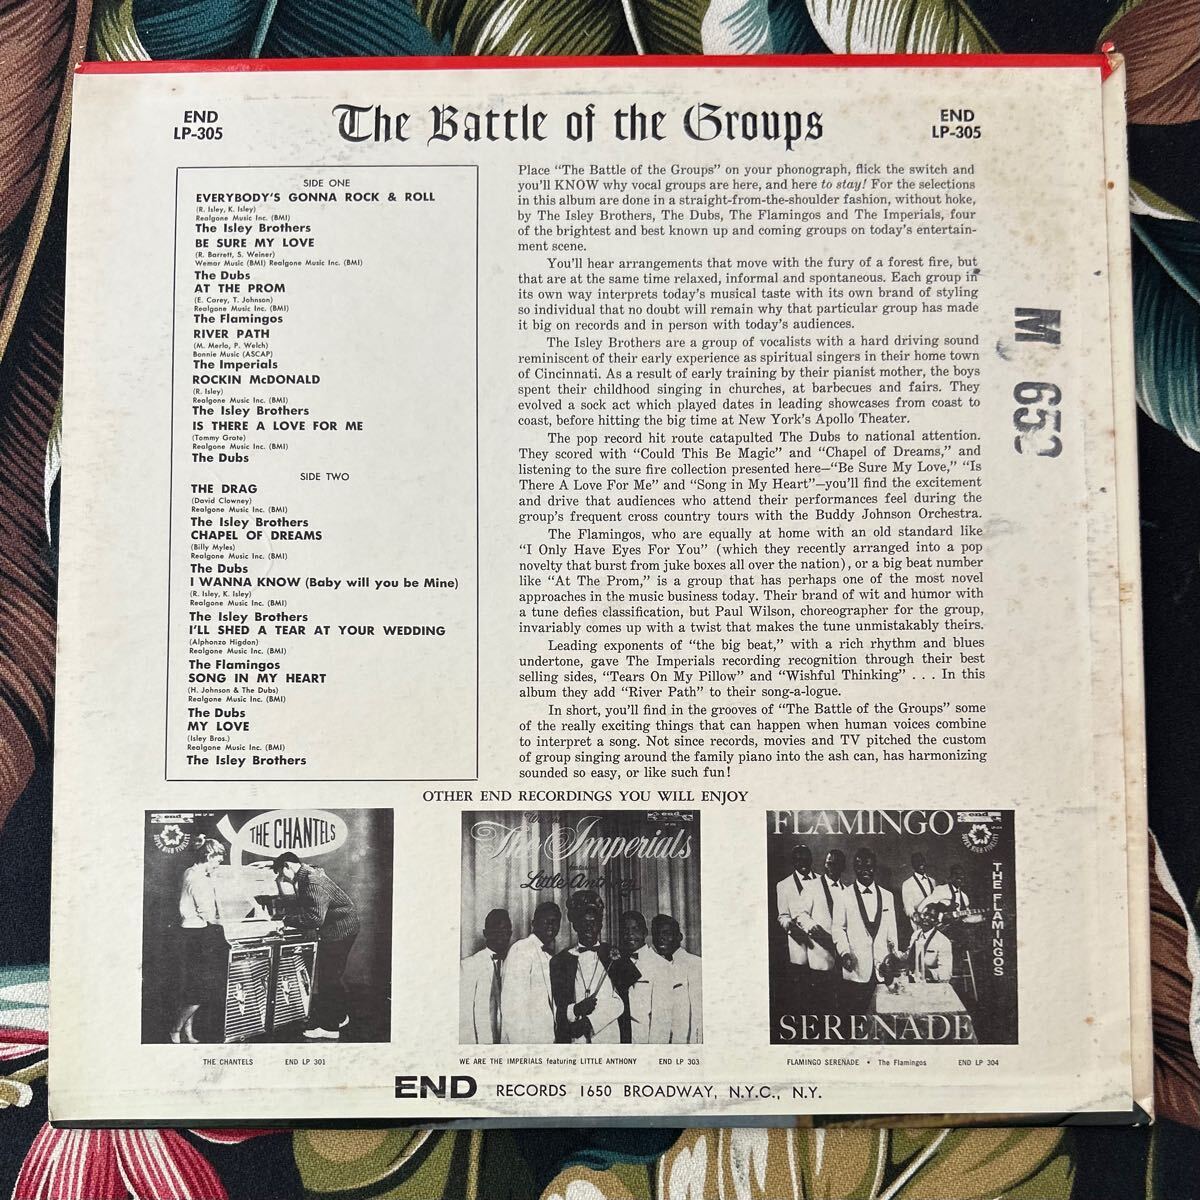 END
LP-305
The Battle of the Groups
END
LP-305
SIDE ONE
EVERYBODY'S GONNA ROCK & ROLL
(R. Isley, K. Isley)
Realgone Music Inc. (BMI)
The Isley Brothers
BE SURE MY LOVE
(R. Barrett, S. Weiner)
Wemar Music (BMI) Realgone Music Inc. (BMI)
The Dubs
AT THE PROM
(E. Carey, T. Johnson)
Realgone Music Inc. (BMI)
The Flamingos
RIVER PATH
(M. Merlo, P. Welch)
Bonnie Music (ASCAP)
The Imperials
ROCKIN McDONALD
(R. Isley)
Realgone Music Inc. (BMI)
The Isley Brothers
IS THERE A LOVE FOR ME
(Tommy Grote)
Realgone Music Inc. (BMI)
The Dubs
SIDE TWO
THE DRAG
(David Clowney)
Realgone Music Inc. (BMI)
The Isley Brothers
CHAPEL OF DREAMS
(Billy Myles)
Realgone Music Inc. (BMI)
The Dubs
I WANNA KNOW (Baby will you be Mine)
(R. Isley, K. Isley)
Realgone Music Inc. (BMI)
The Isley Brothers
I'LL SHED A TEAR AT YOUR WEDDING
(Alphonzo Higdon)
Realgone Music Inc. (BMI)
The Flamingos
SONG IN MY HEART
(H. Johnson & The Dubs)
Realgone Music Inc. (BMI)
The Dubs
MY LOVE
(Isley Bros.)
Realgone Music Inc. (BMI)
The Isley Brothers
Place "The Battle of the Groups" on your phonograph, flick the switch and
you'll KNOW why vocal groups are here, and here to stay! For the selections
in this album are done in a straight-from-the-shoulder fashion, without hoke,
by The Isley Brothers, The Dubs, The Flamingos and The Imperials, four
of the brightest and best known up and coming groups on today's entertain-
ment scene.
You'll hear arrangements that move with the fury of a forest fire, but
that are at the same time relaxed, informal and spontaneous. Each group in
its own way interprets today's musical taste with its own brand of styling
so individual that no doubt will remain why that particular group has made
it big on records and in person with today's audiences.
The Isley Brothers are a group of vocalists with a hard driving sound
reminiscent of their early experience as spiritual singers in their home town
of Cincinnati. As a result of early training by their pianist mother, the boys
spent their childhood singing in churches, at barbecues and fairs. They
evolved a sock act which played dates in leading showcases from coast to
coast, before hitting the big time at New York's Apollo Theater.
The pop record hit route catapulted The Dubs to national attention.
They scored with "Could This Be Magic" and "Chapel of Dreams," and
listening to the sure fire collection presented here—"Be Sure My Love," "Is
There A Love For Me" and "Song in My Heart"—you'll find the excitement
and drive that audiences who attend their performances feel during the
group's frequent cross country tours with the Buddy Johnson Orchestra.
The Flamingos, who are equally at home with an old standard like
"I Only Have Eyes For You" (which they recently arranged into a pop
novelty that burst from juke boxes all over the nation), or a big beat number
like "At The Prom," is a group that has perhaps one of the most novel
approaches in the music business today. Their brand of wit and humor with
a tune defies classification, but Paul Wilson, choreographer for the group,
invariably comes up with a twist that makes the tune unmistakably theirs.
Leading exponents of "the big beat," with a rich rhythm and blues
undertone, gave The Imperials recording recognition through their best
selling sides, "Tears On My Pillow" and "Wishful Thinking" . . . In this
album they add "River Path" to their song-a-logue.
In short, you'll find in the grooves of "The Battle of the Groups" some
of the really exciting things that can happen when human voices combine
to interpret a song. Not since records, movies and TV pitched the custom
of group singing around the family piano into the ash can, has harmonizing
sounded so easy, or like such fun!
M 65
OTHER END RECORDINGS YOU WILL ENJOY
end
THE CHANTELS
end
The Imperials
Little Anthony
FLAMINGO
end
THE FLAMINGOS
SERENADE
THE CHANTELS END LP 301
WE ARE THE IMPERIALS featuring LITTLE ANTHONY END LP 303
FLAMINGO SERENADE • The Flamingos END LP 304
END RECORDS 1650 BROADWAY, N.Y.C., N.Y.